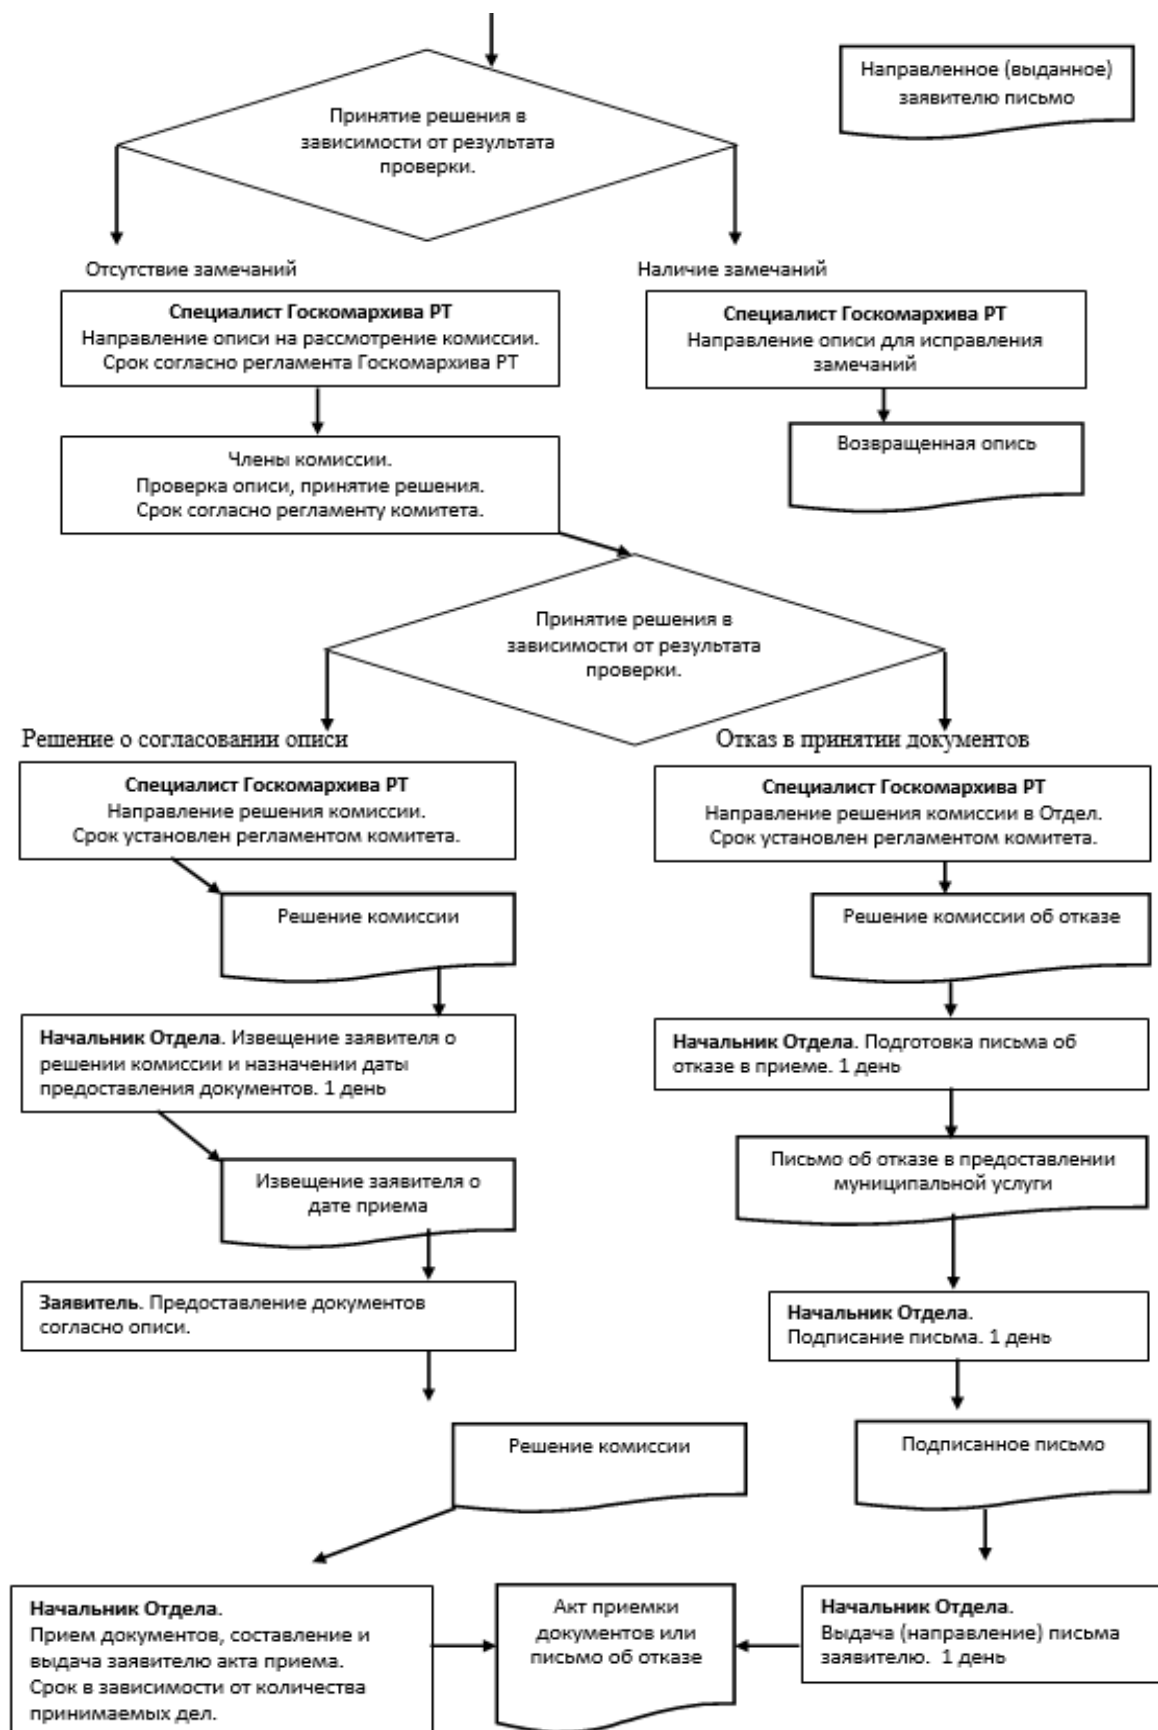 Направленное (выданное)
заявителю письмо
Принятие решения в
зависимости от результата
проверки.
Отсутствие замечаний
Наличие замечаний
Специалист Госкомархива РТ
Направление описи на рассмотрение комиссии.
Срок согласно регламента Госкомархива РТ
Специалист Госкомархива РТ
Направление описи для исправления
замечаний
Члены комиссии.
Проверка описи, принятие решения.
Срок согласно регламенту комитета.
Возвращенная опись
Принятие решения в
зависимости от результата
проверки.
Решение о согласовании описи
Отказ в принятии документов
Специалист Госкомархива РТ
Направление решения комиссии.
Срок установлен регламентом комитета.
Специалист Госкомархива РТ
Направление решения комиссии в Отдел.
Срок установлен регламентом комитета.
Решение комиссии
Решение комиссии об отказе
Начальник Отдела. Извещение заявителя о
решении комиссии и назначении даты
предоставления документов. 1 день
Начальник Отдела. Подготовка письма об
отказе в приеме. 1 день
Извещение заявителя о
дате приема
Письмо об отказе в предоставлении
муниципальной услуги
Заявитель. Предоставление документов
согласно описи.
Начальник Отдела.
Подписание письма. 1 день
Решение комиссии
Подписанное письмо
Начальник Отдела.
Прием документов, составление и
выдача заявителю акта приема.
Срок в зависимости от количества
принимаемых дел.
Акт приемки
документов или
письмо об отказе
Начальник Отдела.
Выдача (направление) письма
заявителю. 1 день